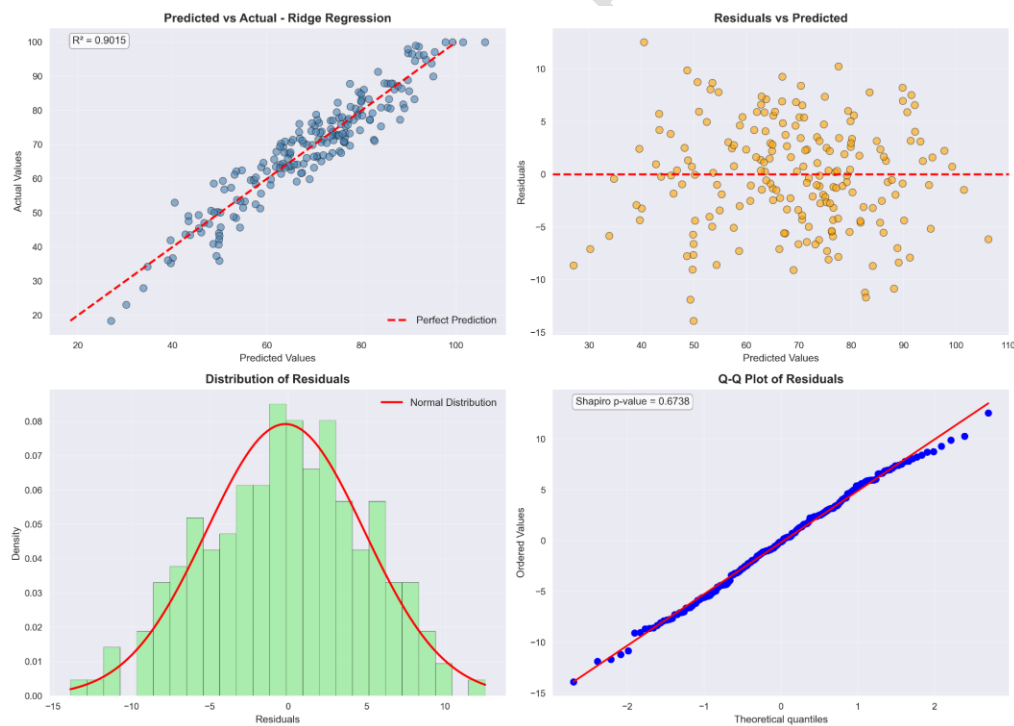 Predicted vs Actual - Ridge Regression
R² = 0.9015
100
90
80
70
60
50
40
30
20
Actual Values
Perfect Prediction
20 40 60 80 100
Predicted Values
Residuals vs Predicted
10
5
0
−5
−10
−15
Residuals
30 40 50 60 70 80 90 100 110
Predicted Values
Distribution of Residuals
Normal Distribution
0.08
0.07
0.06
0.05
0.04
0.03
0.02
0.01
0.00
Density
−15 −10 −5 0 5 10
Residuals
Q-Q Plot of Residuals
Shapiro p-value = 0.6738
10
5
0
−5
−10
−15
Ordered Values
−2 −1 0 1 2
Theoretical quantiles